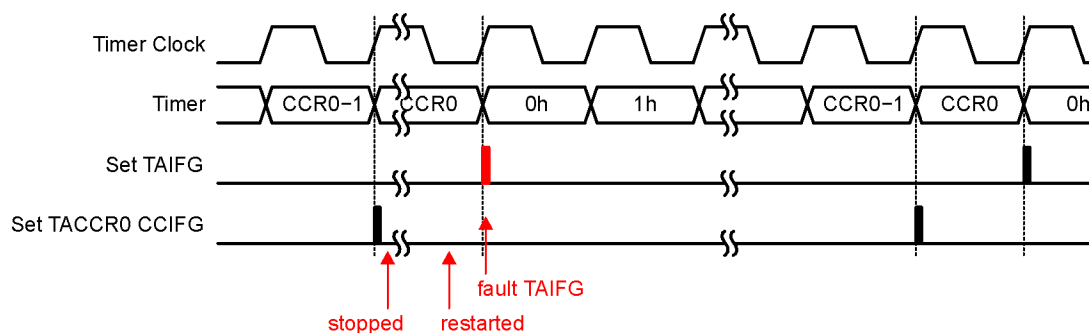 Timer Clock
Timer CCR0−1 CCR0 0h 1h CCR0−1 CCR0 0h
Set TAIFG
Set TACCR0 CCIFG
fault TAIFG
stopped restarted